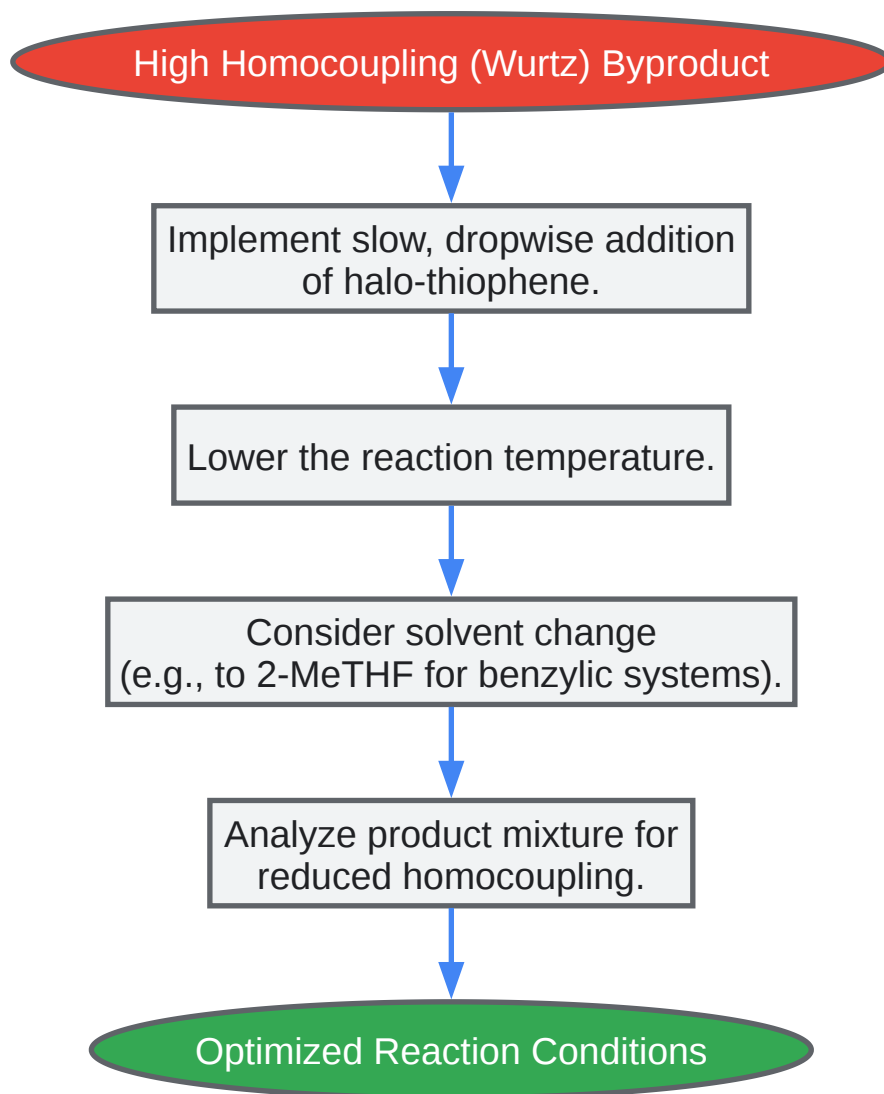 High Homocoupling (Wurtz) Byproduct
Implement slow, dropwise addition
of halo-thiophene.
Lower the reaction temperature.
Consider solvent change
(e.g., to 2-MeTHF for benzylic systems).
Analyze product mixture for
reduced homocoupling.
Optimized Reaction Conditions